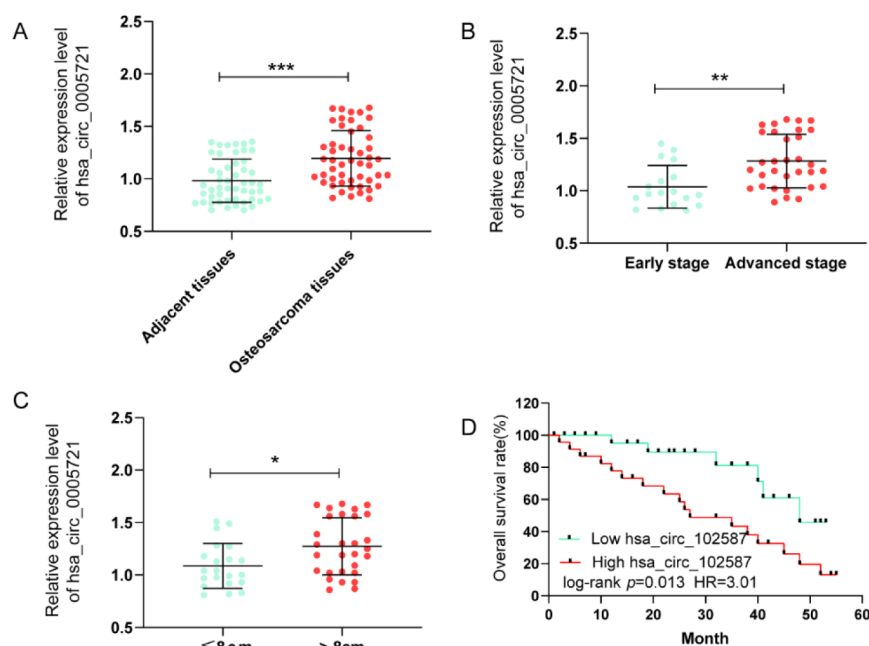 A
Relative expression level
of hsa_circ_0005721
2.5
2.0
1.5
1.0
0.5
***
Adjacent tissues
Osteosarcoma tissues
B
Relative expression level
of hsa_circ_0005721
2.5
2.0
1.5
1.0
0.5
**
Early stage
Advanced stage
C
Relative expression level
of hsa_circ_0005721
2.5
2.0
1.5
1.0
0.5
*
≤8cm
>8cm
D
Overall survival rate(%)
120
100
80
60
40
20
0
Low hsa_circ_102587
High hsa_circ_102587
log-rank p=0.013 HR=3.01
0
10
20
30
40
50
60
Month